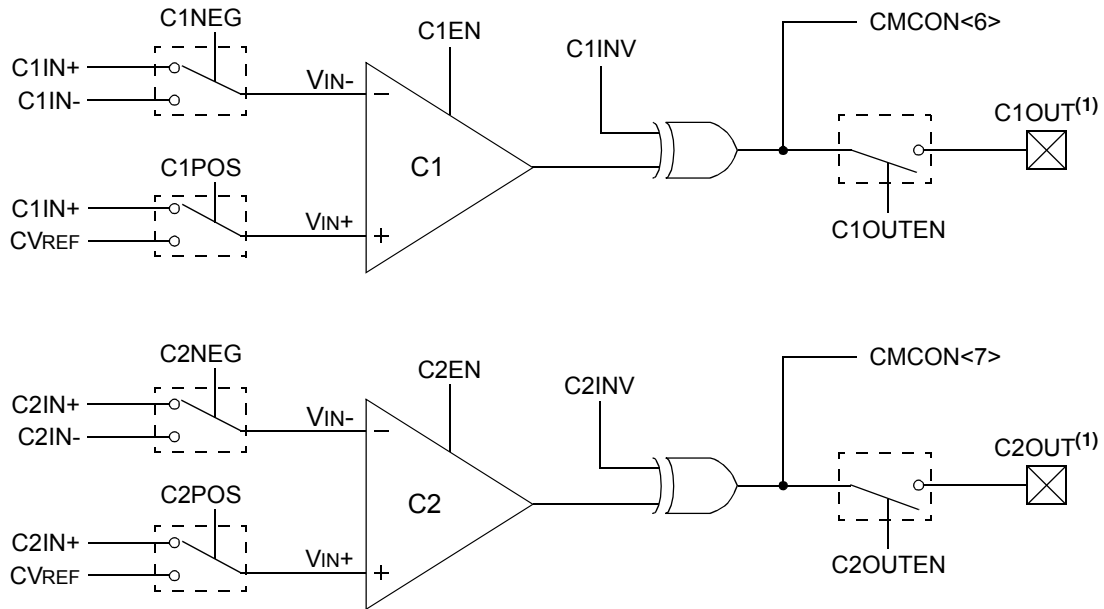 C1NEG
C1EN
C1INV
CMCON<6>
C1IN+
C1IN-
VIN-
C1OUT(1)
−
C1
C1POS
C1IN+
CVREF
VIN+
+
C1OUTEN
C2NEG
C2EN
C2INV
CMCON<7>
C2IN+
C2IN-
VIN-
C2OUT(1)
−
C2
C2POS
C2IN+
CVREF
VIN+
+
C2OUTEN